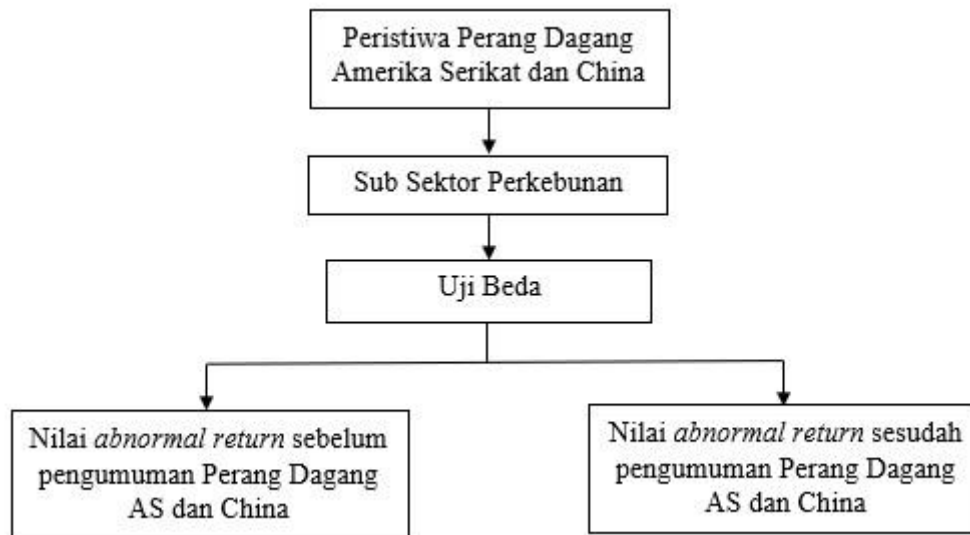 Peristiwa Perang Dagang
Amerika Serikat dan China
Sub Sektor Perkebunan
Uji Beda
Nilai abnormal return sebelum
pengumuman Perang Dagang
AS dan China
Nilai abnormal return sesudah
pengumuman Perang Dagang
AS dan China